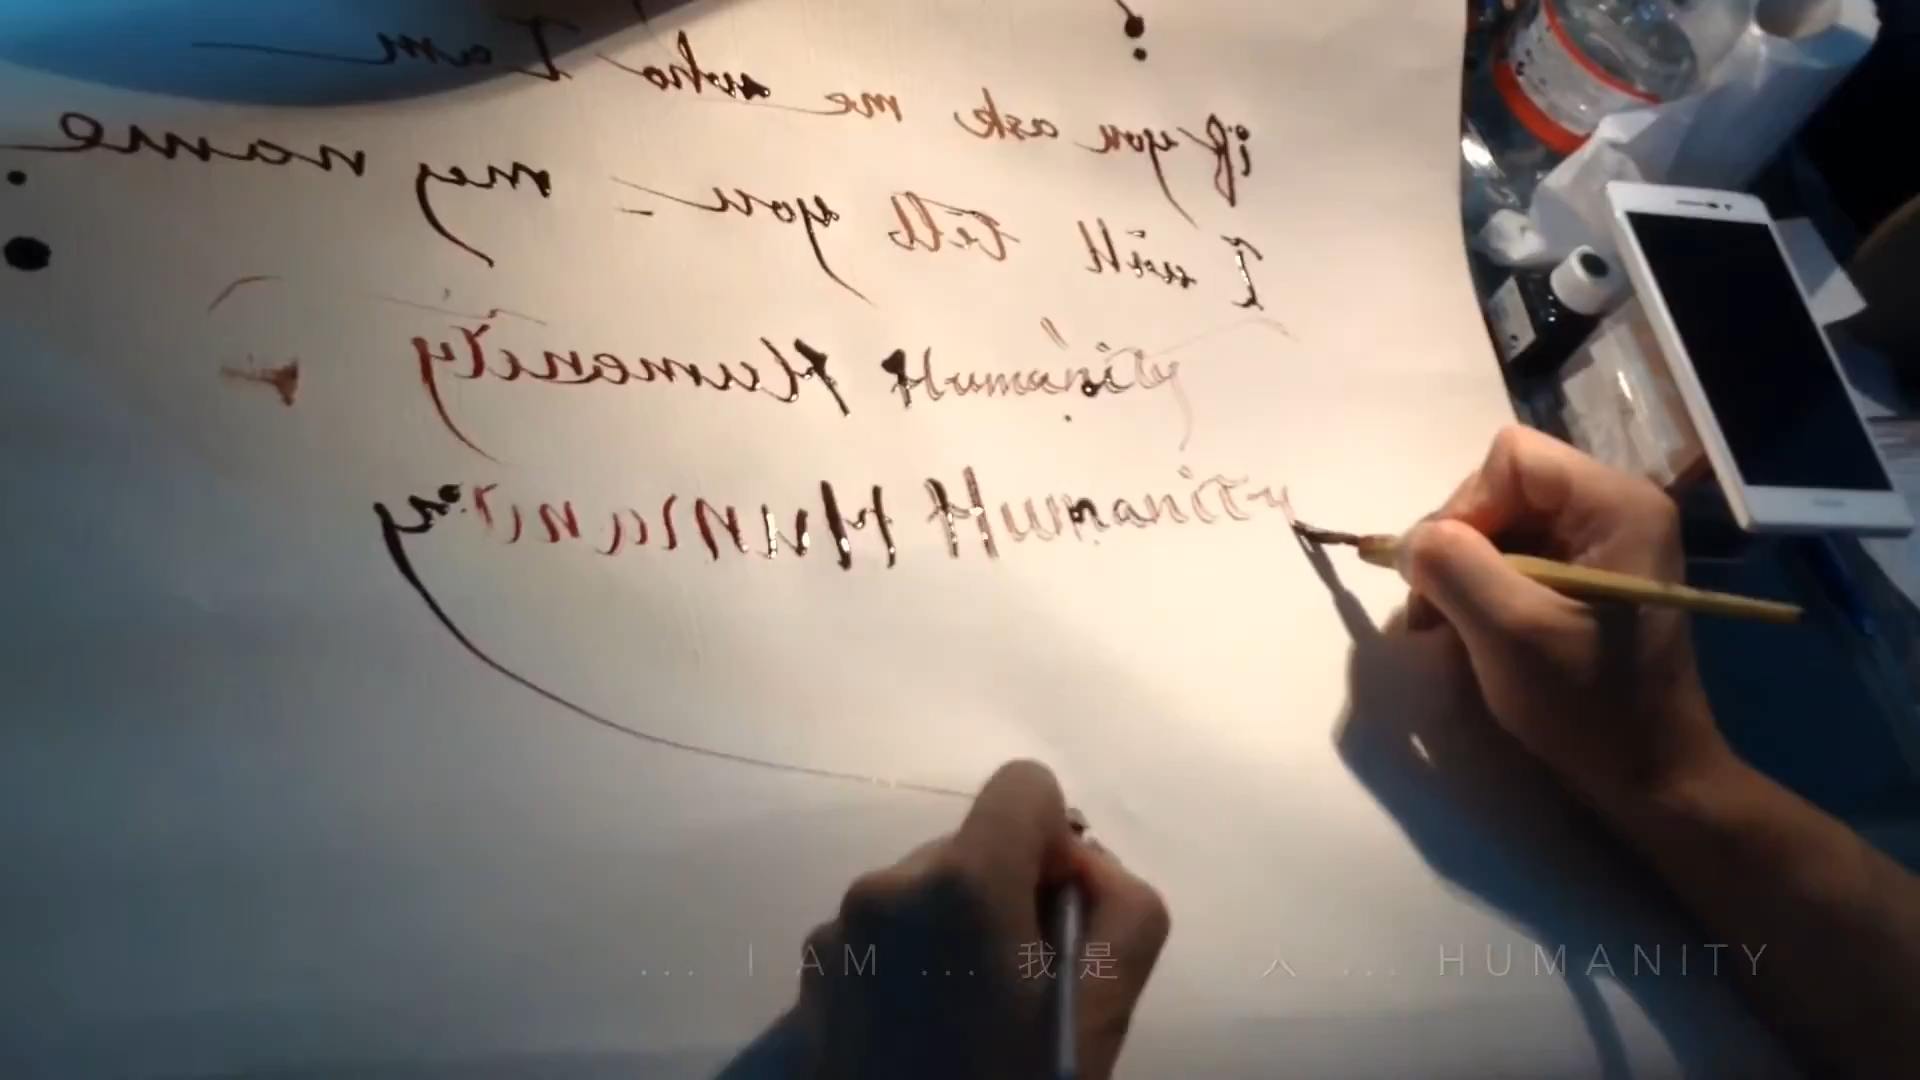 if you ask me who I am
I will tell you - my name
Humanity Humanity
Humanity Humanity
... I AM ... 我是 人 ... HUMANITY